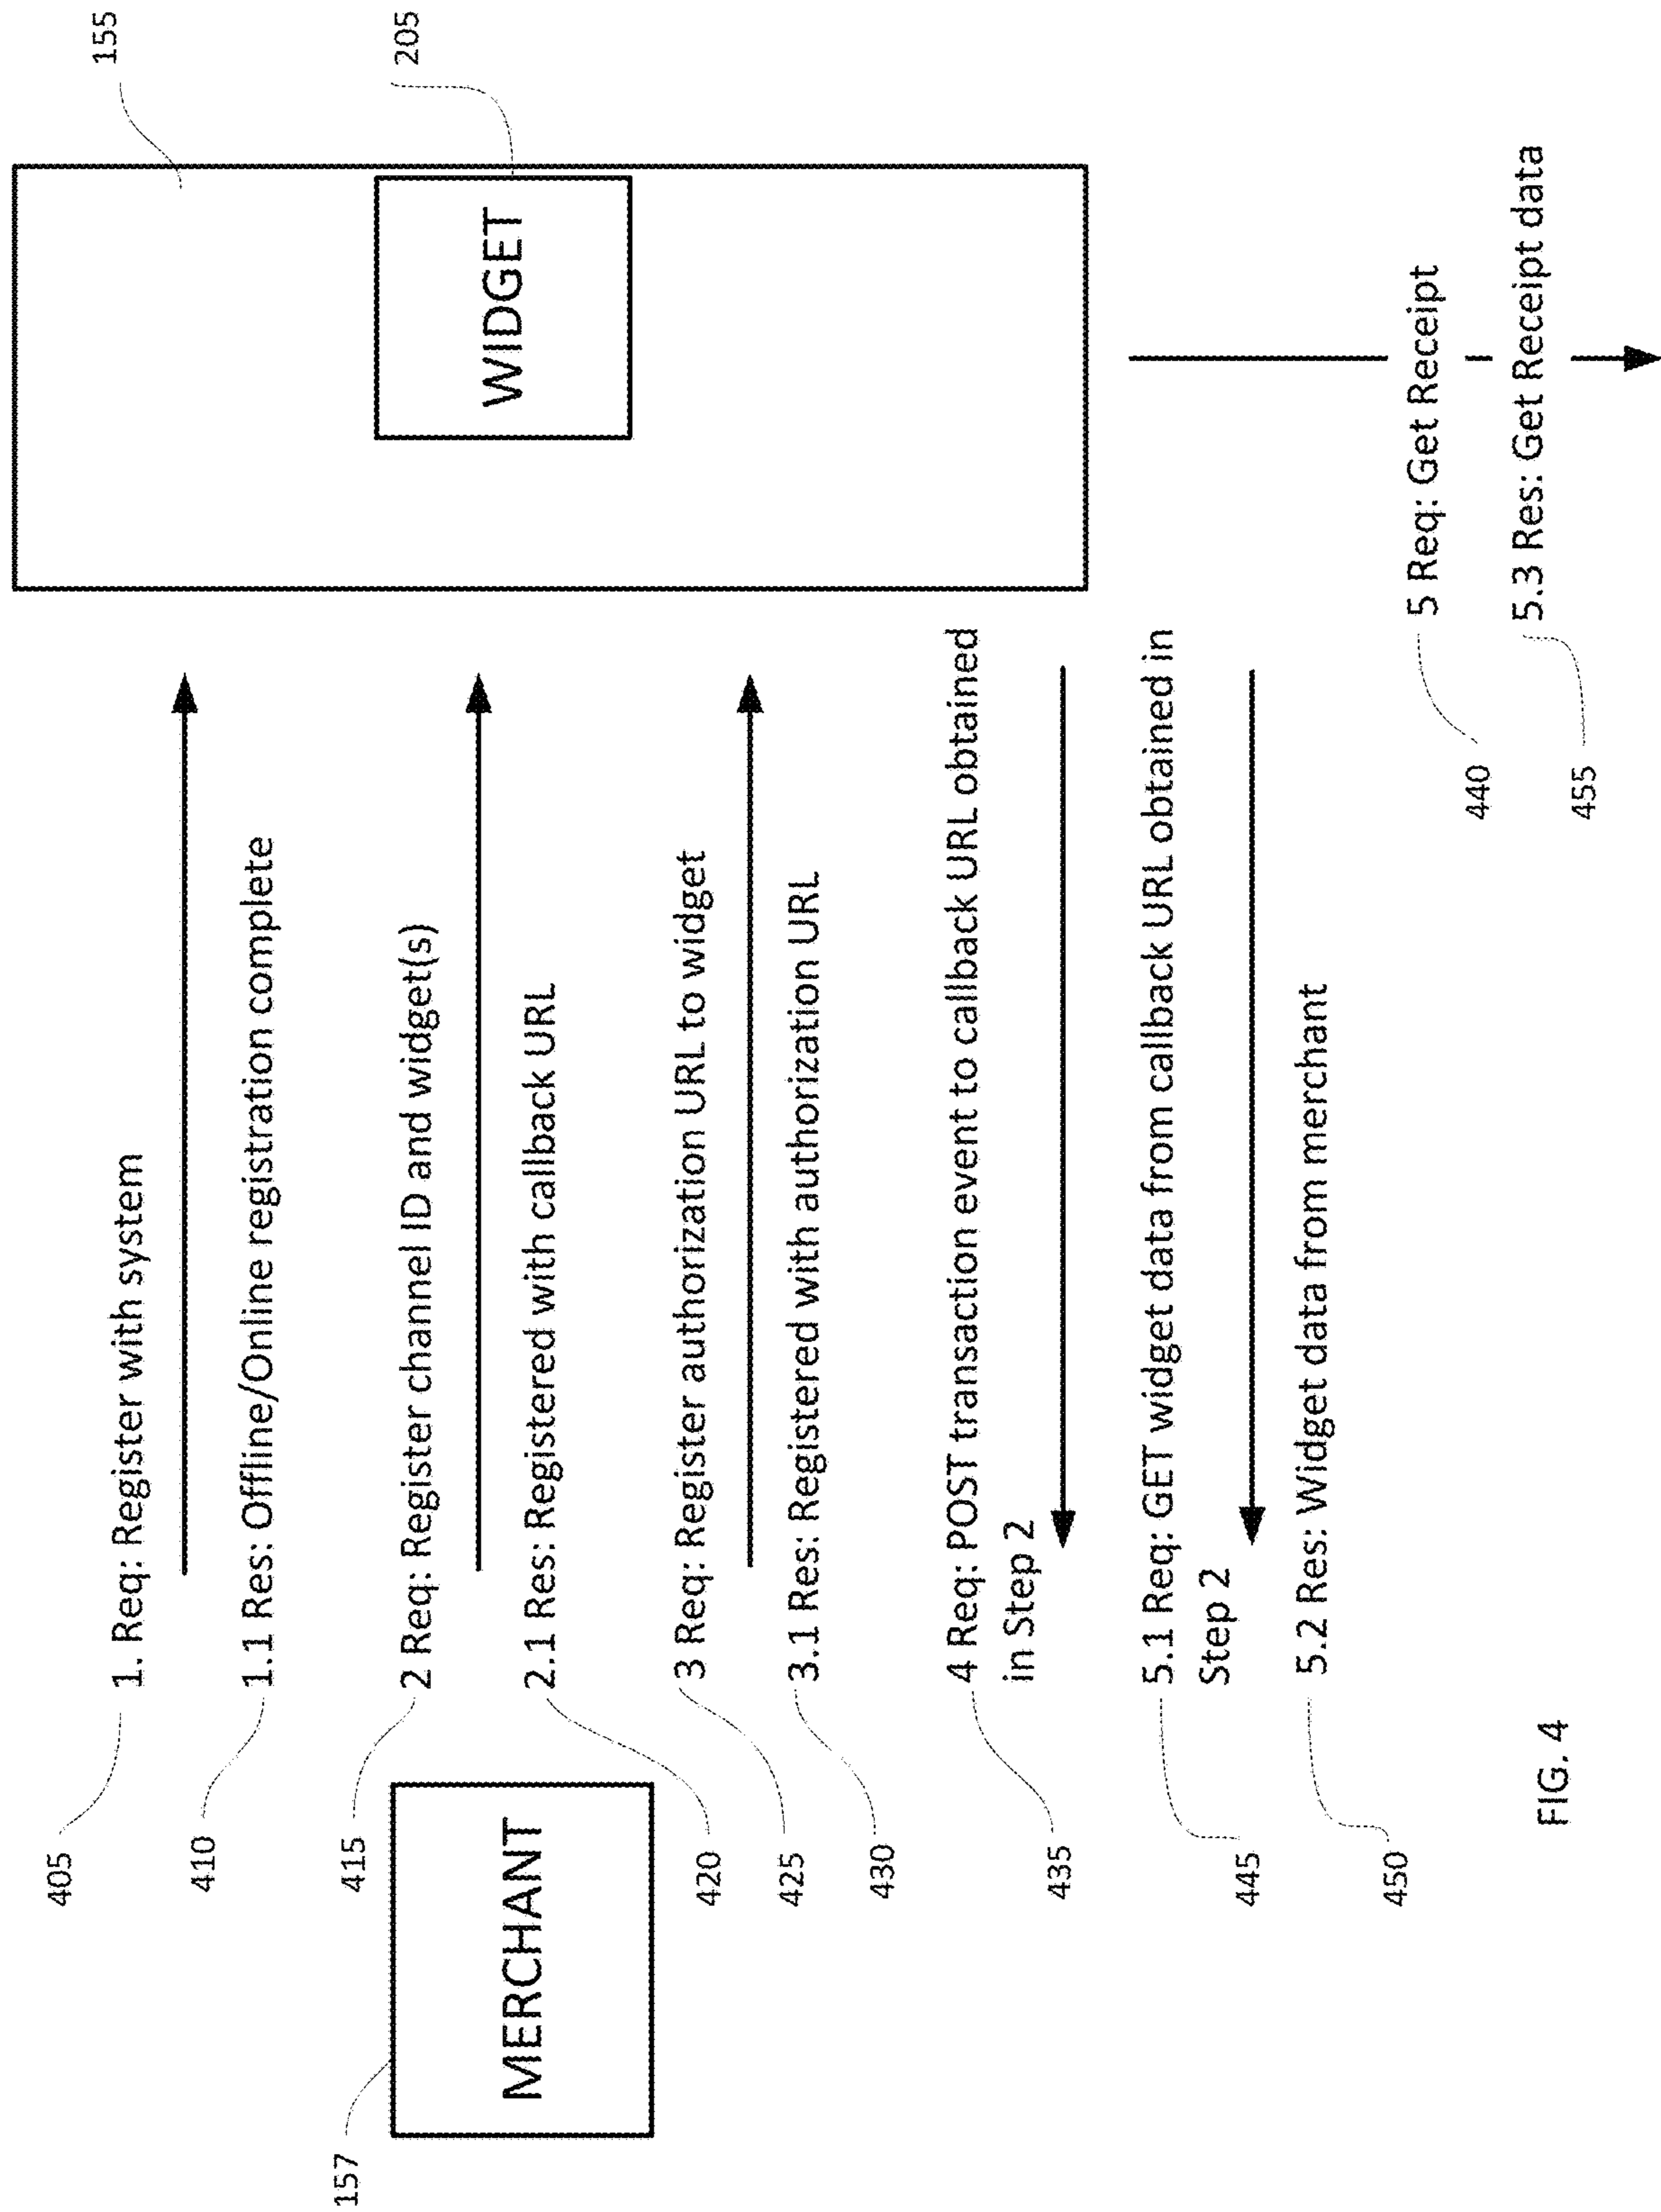 405
1. Req: Register with system
410
1.1 Res: Offline/Online registration complete
415
2 Req: Register channel ID and widget(s)
157
MERCHANT
420
2.1 Res: Registered with callback URL
425
3 Req: Register authorization URL to widget
430
3.1 Res: Registered with authorization URL
435
4 Req: POST transaction event to callback URL obtained
in Step 2
445
5.1 Req: GET widget data from callback URL obtained in
Step 2
450
5.2 Res: Widget data from merchant
155
WIDGET
205
440
5 Req: Get Receipt
455
5.3 Res: Get Receipt data
FIG. 4